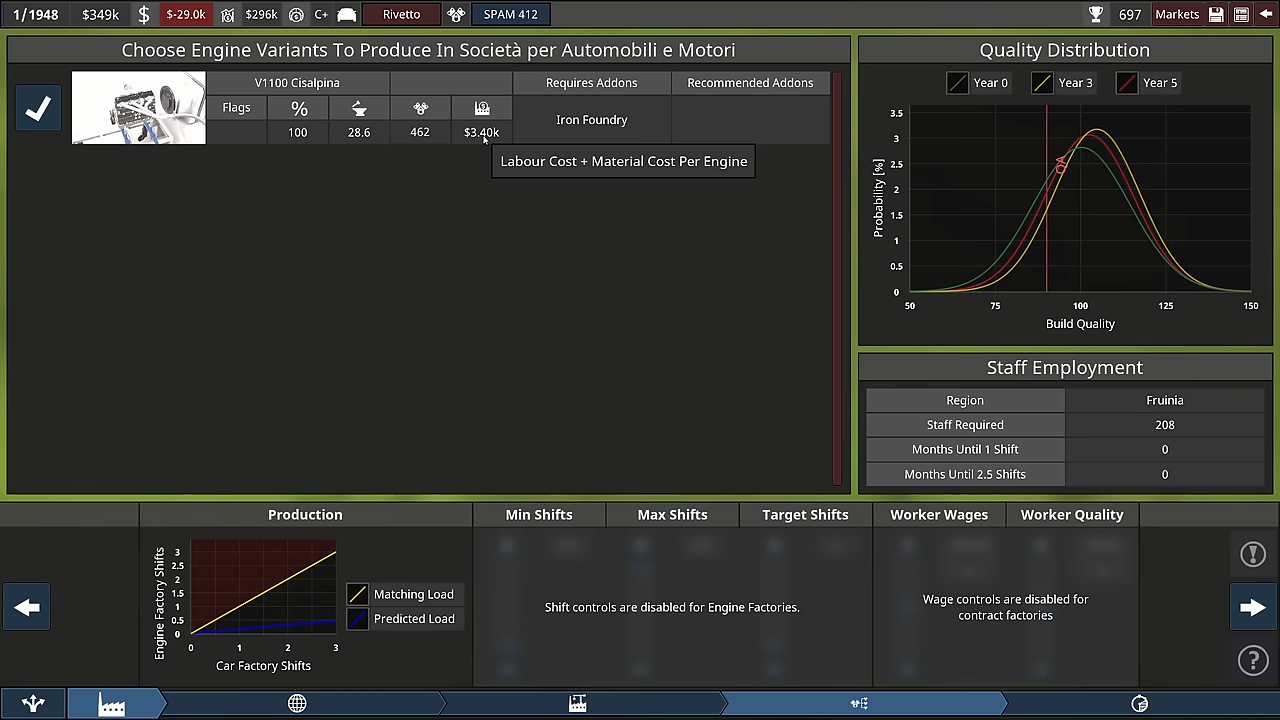 1/1948 $349k $-29.0k $296k C+ Rivetto SPAM 412 697 Markets
Choose Engine Variants To Produce In Società per Automobili e Motori
V1100 Cisalpina Requires Addons Recommended Addons
Flags %
100 28.6 462 $3.40k
Iron Foundry
Labour Cost + Material Cost Per Engine
Quality Distribution
Year 0 Year 3 Year 5
3.5
3
2.5
2
1.5
1
0.5
0
Probability [%]
QA
50 75 100 125 150
Build Quality
Staff Employment
Region Fruinia
Staff Required 208
Months Until 1 Shift 0
Months Until 2.5 Shifts 0
Production
Engine Factory Shifts
3
2.5
2
1.5
1
0.5
0
0 1 2 3
Car Factory Shifts
Matching Load
Predicted Load
Min Shifts Max Shifts Target Shifts
Shift controls are disabled for Engine Factories.
Worker Wages Worker Quality
Wage controls are disabled for
contract factories